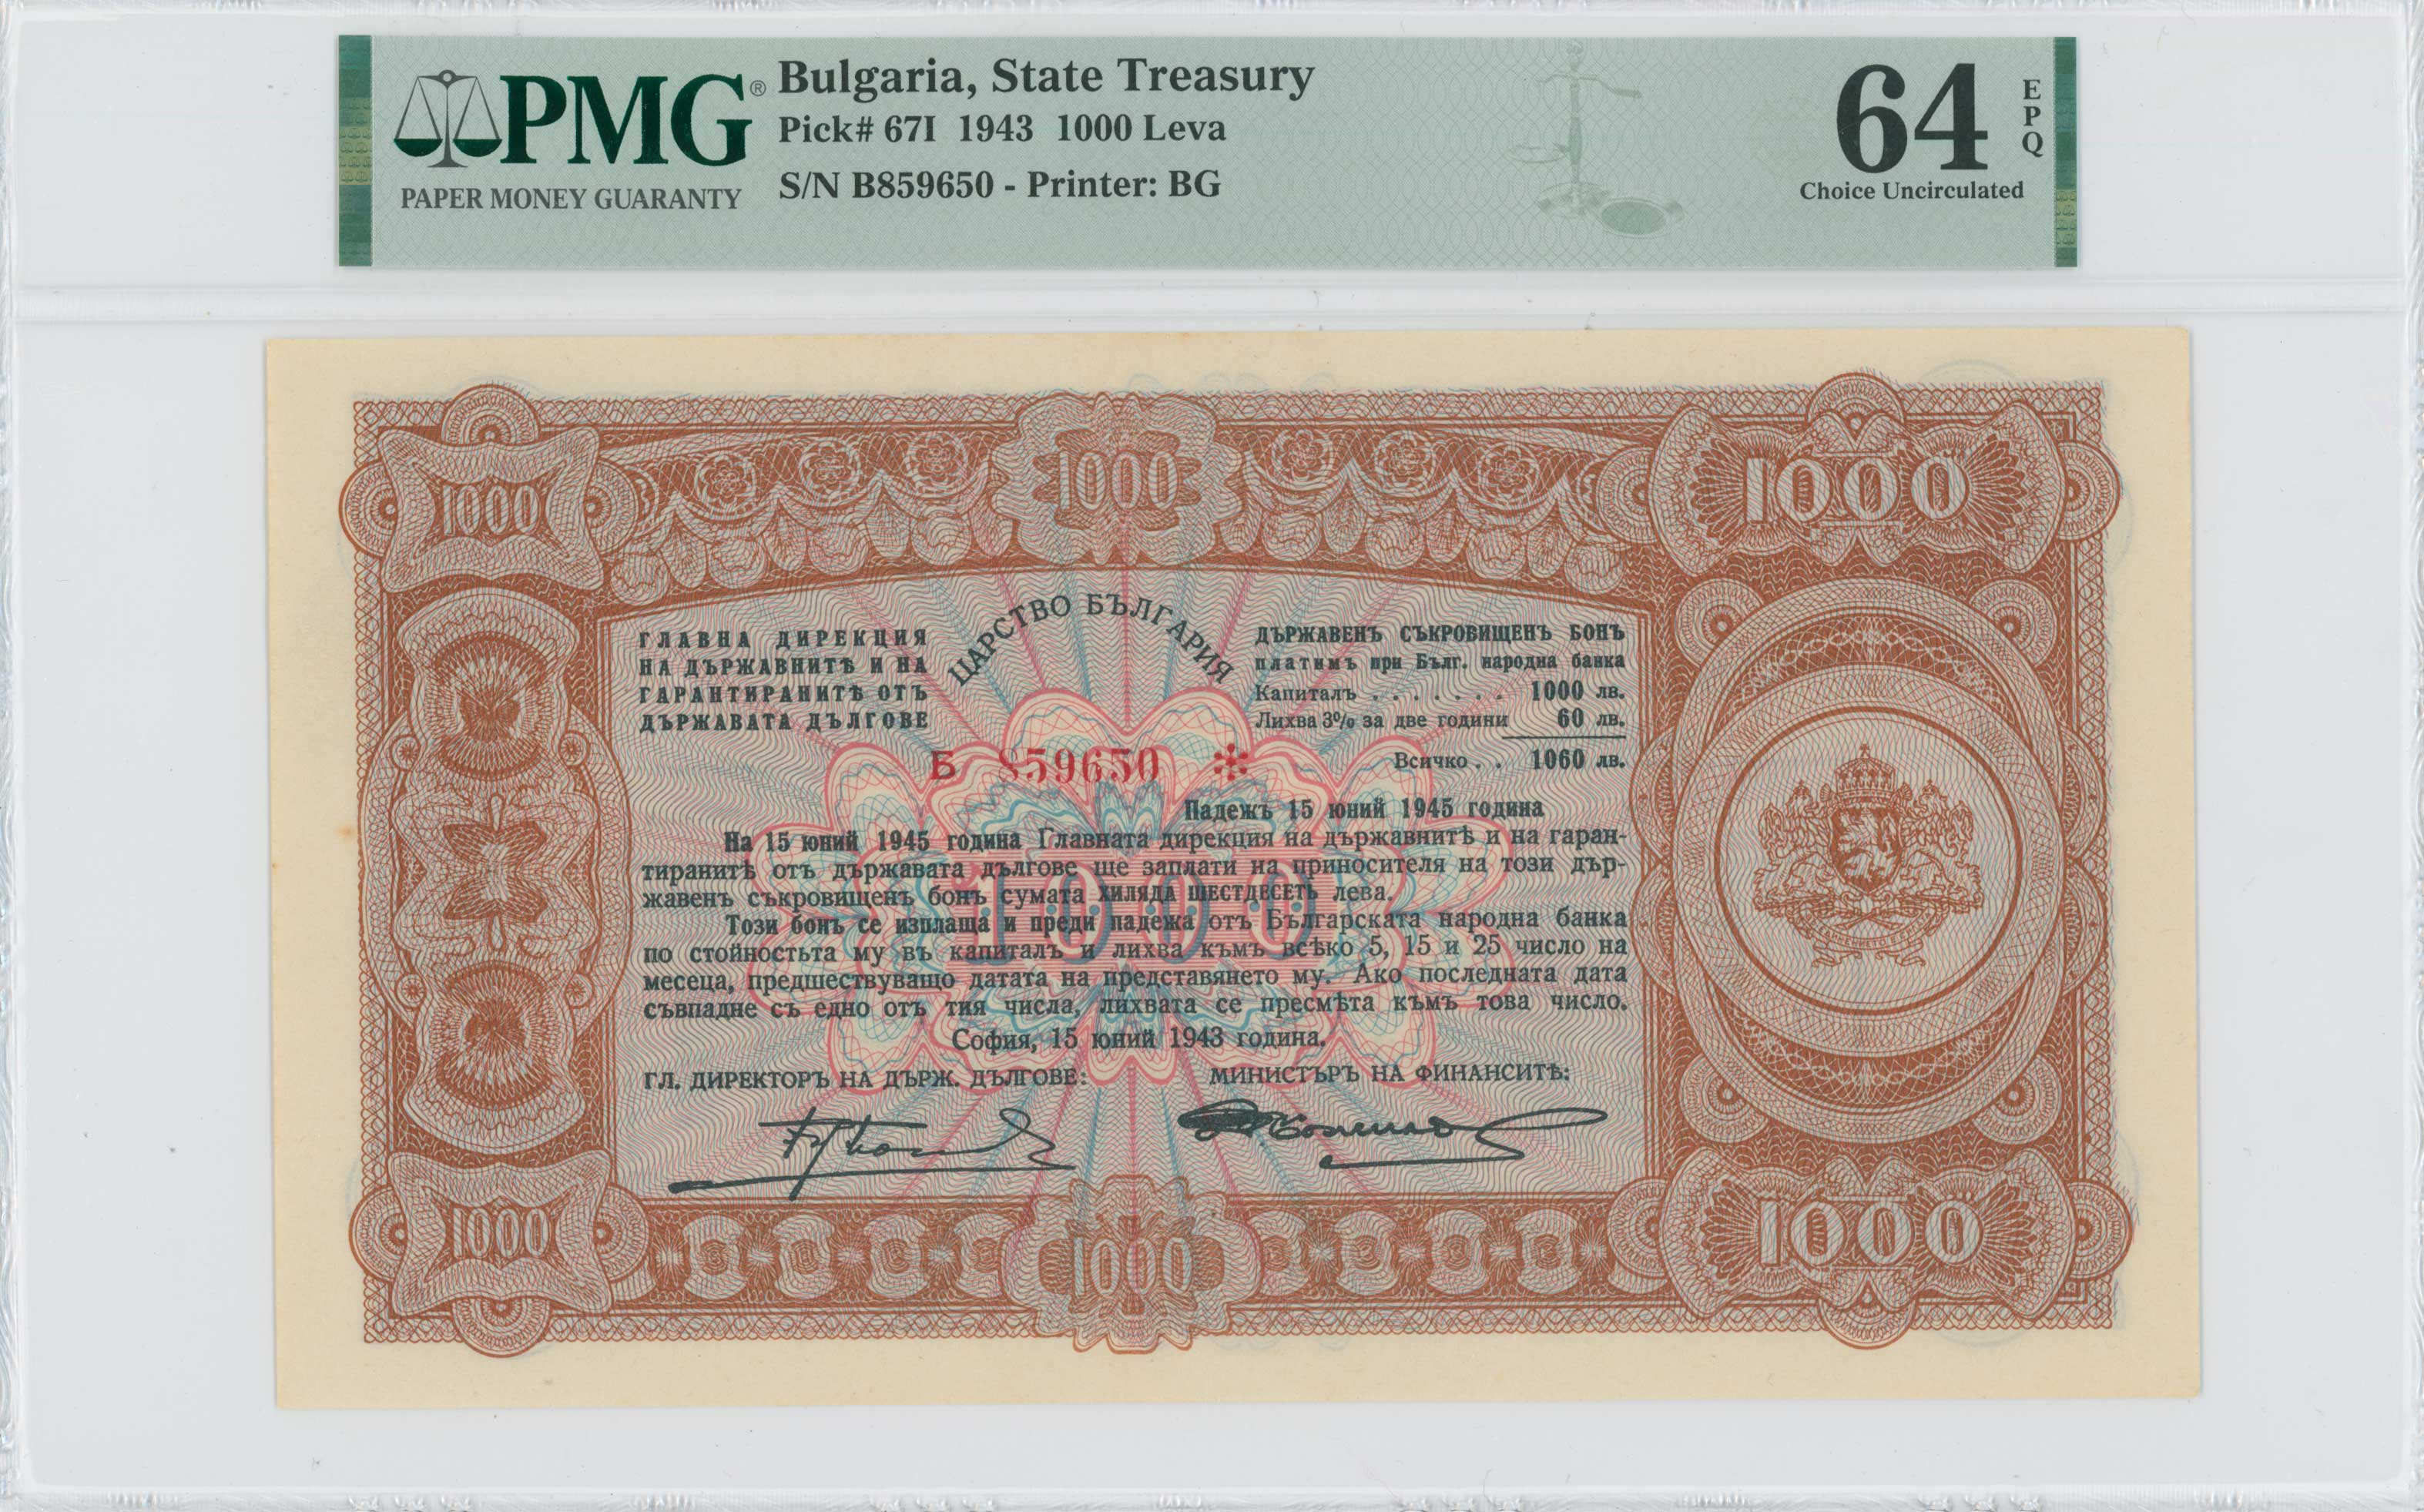 PMG®
PAPER MONEY GUARANTY
Bulgaria, State Treasury
Pick# 67I 1943 1000 Leva
S/N B859650 - Printer: BG
64
EPQ
Choice Uncirculated
1000
1000
1000
ЦАРСТВО БЪЛГАРИЯ
ГЛАВНА ДИРЕКЦИЯ
НА ДЪРЖАВНИТѢ И НА
ГАРАНТИРАНИТѢ ОТЪ
ДЪРЖАВАТА ДЪЛГОВЕ
ДЪРЖАВЕНЪ СЪКРОВИЩЕНЪ БОНЪ
платимъ при Бълг. народна банка
Капиталъ . . . . . . . 1000 лв.
Лихва 3% за две години 60 лв.
Всичко . . 1060 лв.
Б 859650 *
Падежъ 15 юний 1945 година
На 15 юний 1945 година Главната дирекция на държавнитѣ и на гаран-
тиранитѣ отъ държавата дългове ще заплати на приносителя на този дър-
жавенъ съкровищенъ бонъ сумата ХИЛЯДА ШЕСТДЕСЕТЬ лева.
Този бонъ се изплаща и преди падежа отъ Българската народна банка
по стойностьта му въ капиталъ и лихва къмъ всѣко 5, 15 и 25 число на
месеца, предшествуващо датата на представянето му. Ако последната дата
съвпадне съ едно отъ тия числа, лихвата се пресмѣта къмъ това число.
1000
София, 15 юний 1943 година.
ГЛ. ДИРЕКТОРЪ НА ДЪРЖ. ДЪЛГОВЕ:
МИНИСТЪРЪ НА ФИНАНСИТѢ:
1000
1000
1000